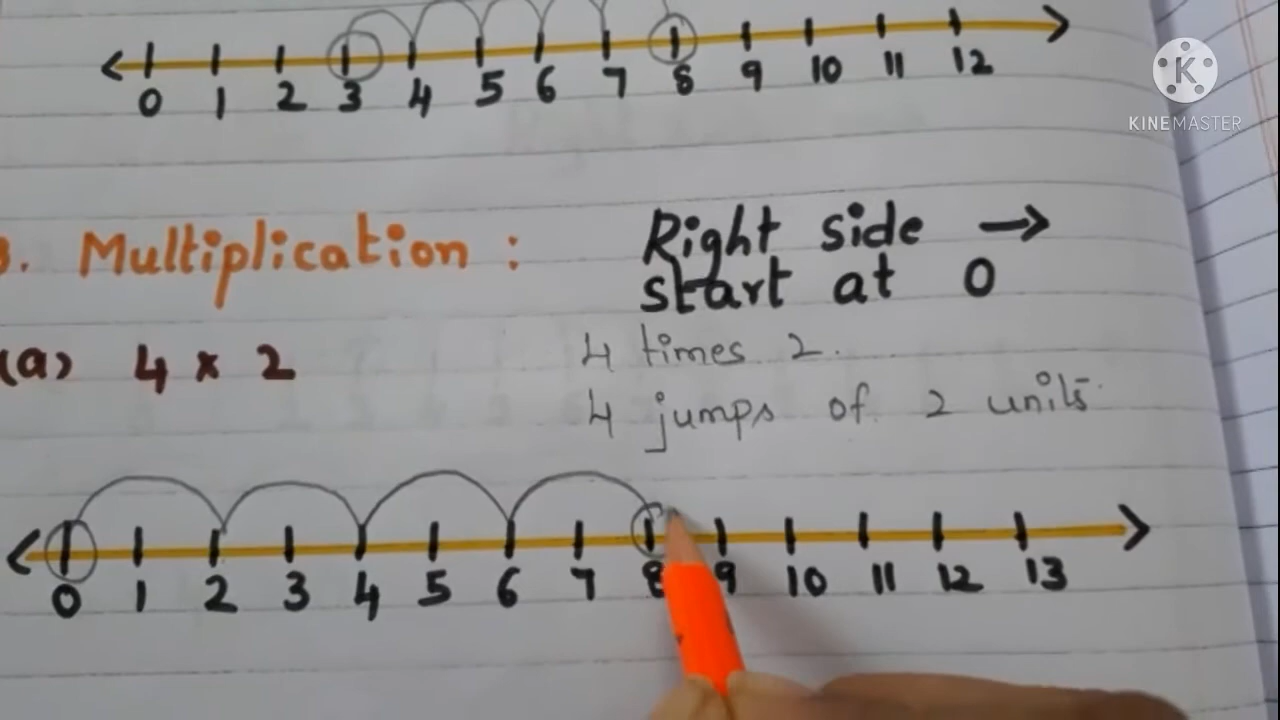 0 1 2 3 4 5 6 7 8 9 10 11 12
KINEMASTER
3. Multiplication :
Right side →
start at 0
(a) 4 × 2
4 times 2.
4 jumps of 2 units.
0 1 2 3 4 5 6 7 8 9 10 11 12 13